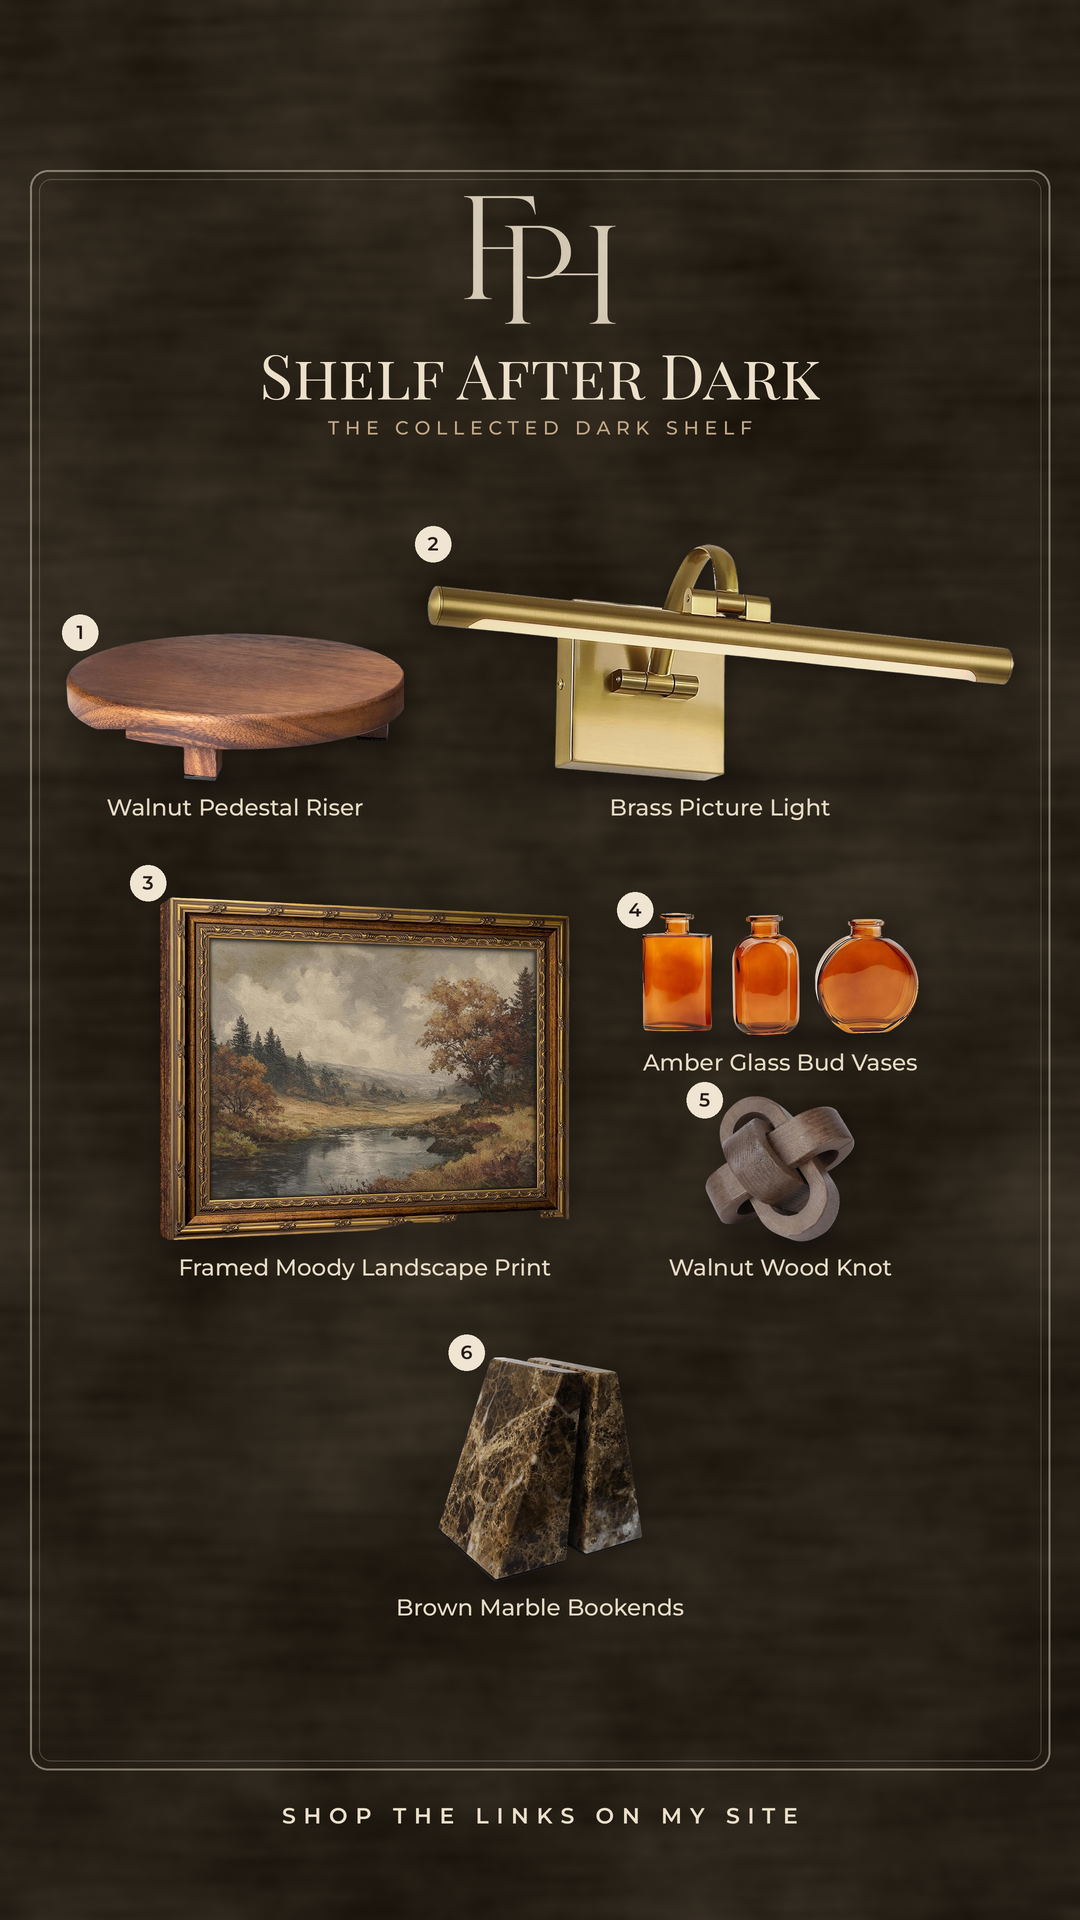 FPH
SHELF AFTER DARK
THE COLLECTED DARK SHELF
1
Walnut Pedestal Riser
2
Brass Picture Light
3
Framed Moody Landscape Print
4
Amber Glass Bud Vases
5
Walnut Wood Knot
6
Brown Marble Bookends
SHOP THE LINKS ON MY SITE